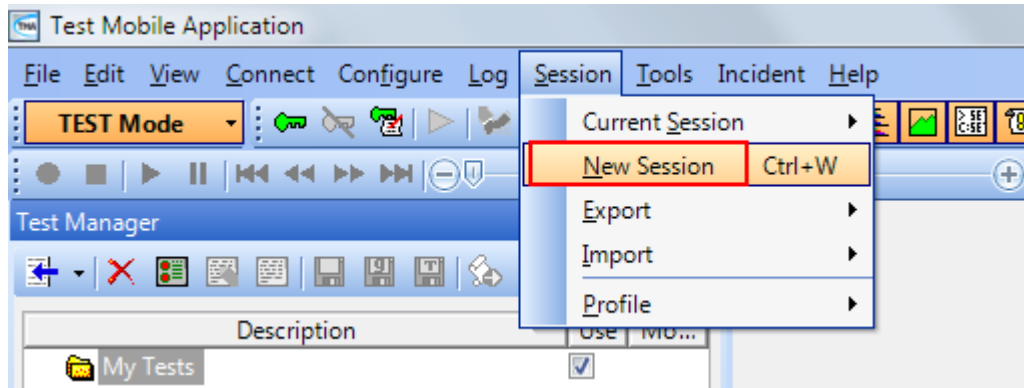 Test Mobile Application
File Edit View Connect Configure Log Session Tools Incident Help
TEST Mode
Current Session
New Session Ctrl+W
Export
Import
Profile
Test Manager
Description Use Mo...
My Tests